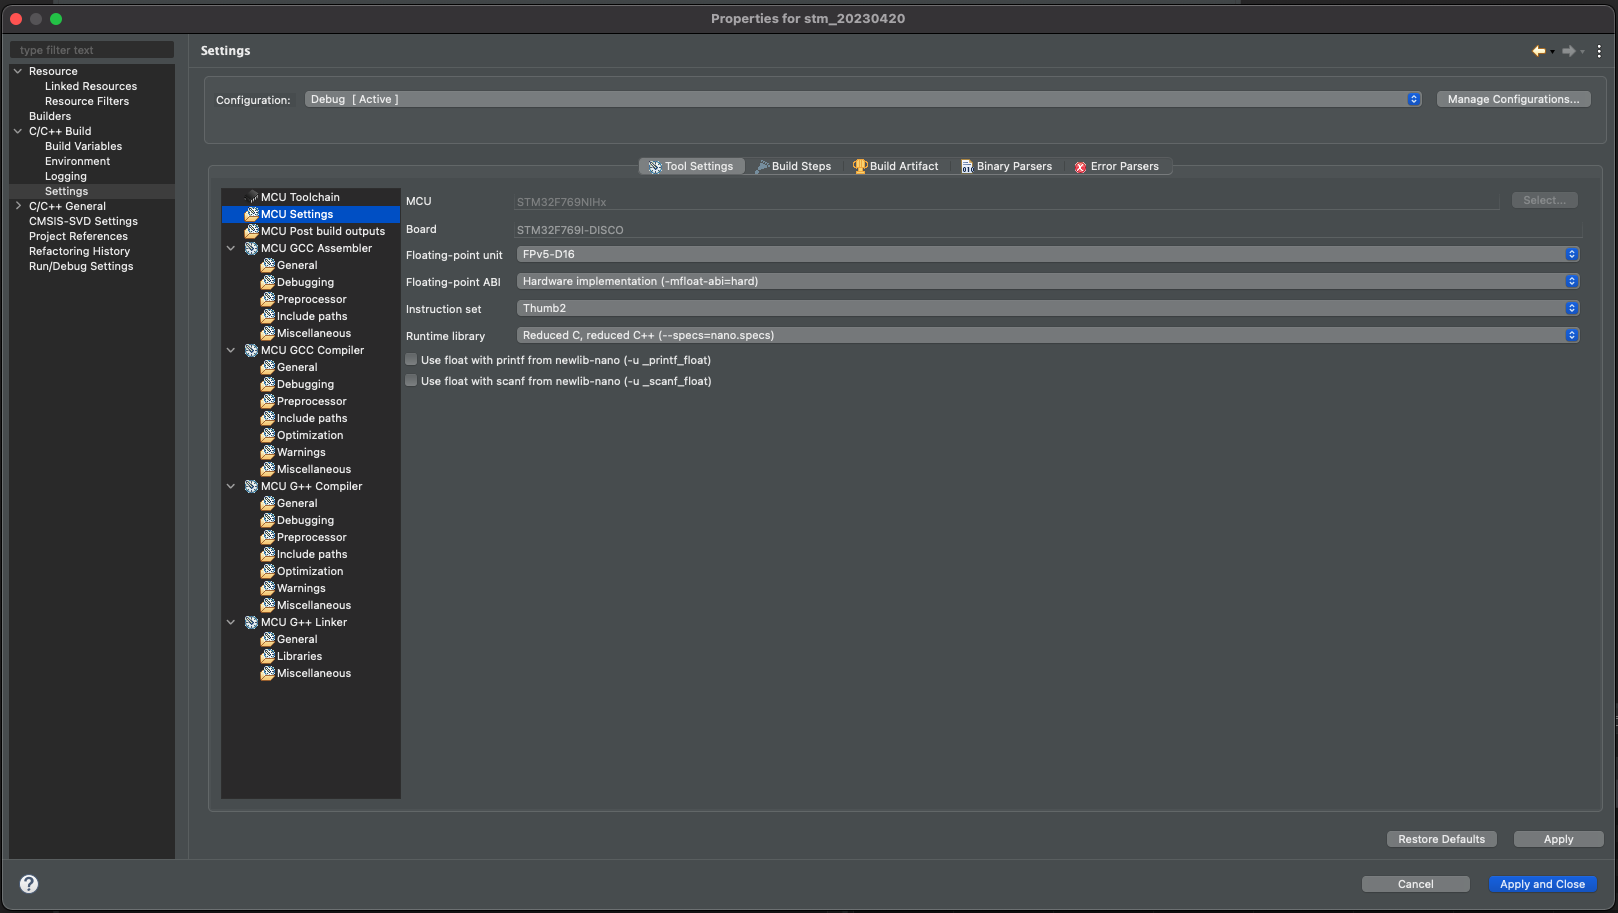 Properties for stm_20230420
type filter text
Resource
Linked Resources
Resource Filters
Builders
C/C++ Build
Build Variables
Environment
Logging
Settings
C/C++ General
CMSIS-SVD Settings
Project References
Refactoring History
Run/Debug Settings
Settings
Configuration: Debug [ Active ] Manage Configurations...
Tool Settings Build Steps Build Artifact Binary Parsers Error Parsers
MCU Toolchain
MCU Settings
MCU Post build outputs
MCU GCC Assembler
General
Debugging
Preprocessor
Include paths
Miscellaneous
MCU GCC Compiler
General
Debugging
Preprocessor
Include paths
Optimization
Warnings
Miscellaneous
MCU G++ Compiler
General
Debugging
Preprocessor
Include paths
Optimization
Warnings
Miscellaneous
MCU G++ Linker
General
Libraries
Miscellaneous
MCU STM32F769NIHx Select...
Board STM32F769I-DISCO
Floating-point unit FPv5-D16
Floating-point ABI Hardware implementation (-mfloat-abi=hard)
Instruction set Thumb2
Runtime library Reduced C, reduced C++ (--specs=nano.specs)
Use float with printf from newlib-nano (-u _printf_float)
Use float with scanf from newlib-nano (-u _scanf_float)
Restore Defaults Apply
? Cancel Apply and Close